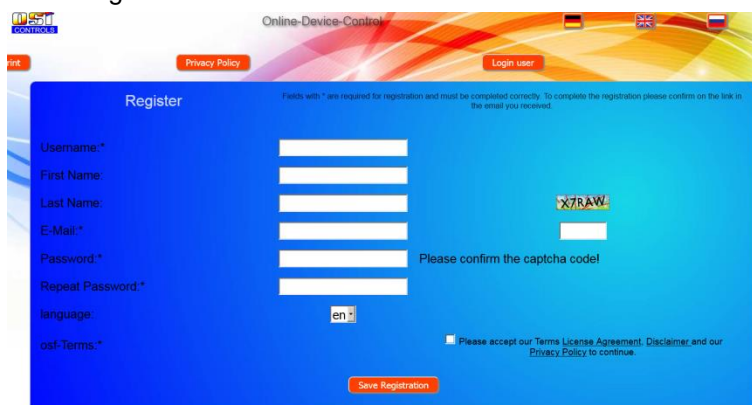 osf
CONTROLS
Online-Device-Control
rint
Privacy Policy
Login user
Register
Fields with * are required for registration and must be completed correctly. To complete the registration please confirm on the link in
the email you received.
Username:*
First Name:
Last Name:
X7RAW
E-Mail:*
Password:*
Please confirm the captcha code!
Repeat Password:*
language:
en
osf-Terms:*
Please accept our Terms License Agreement, Disclaimer and our
Privacy Policy to continue.
Save Registration